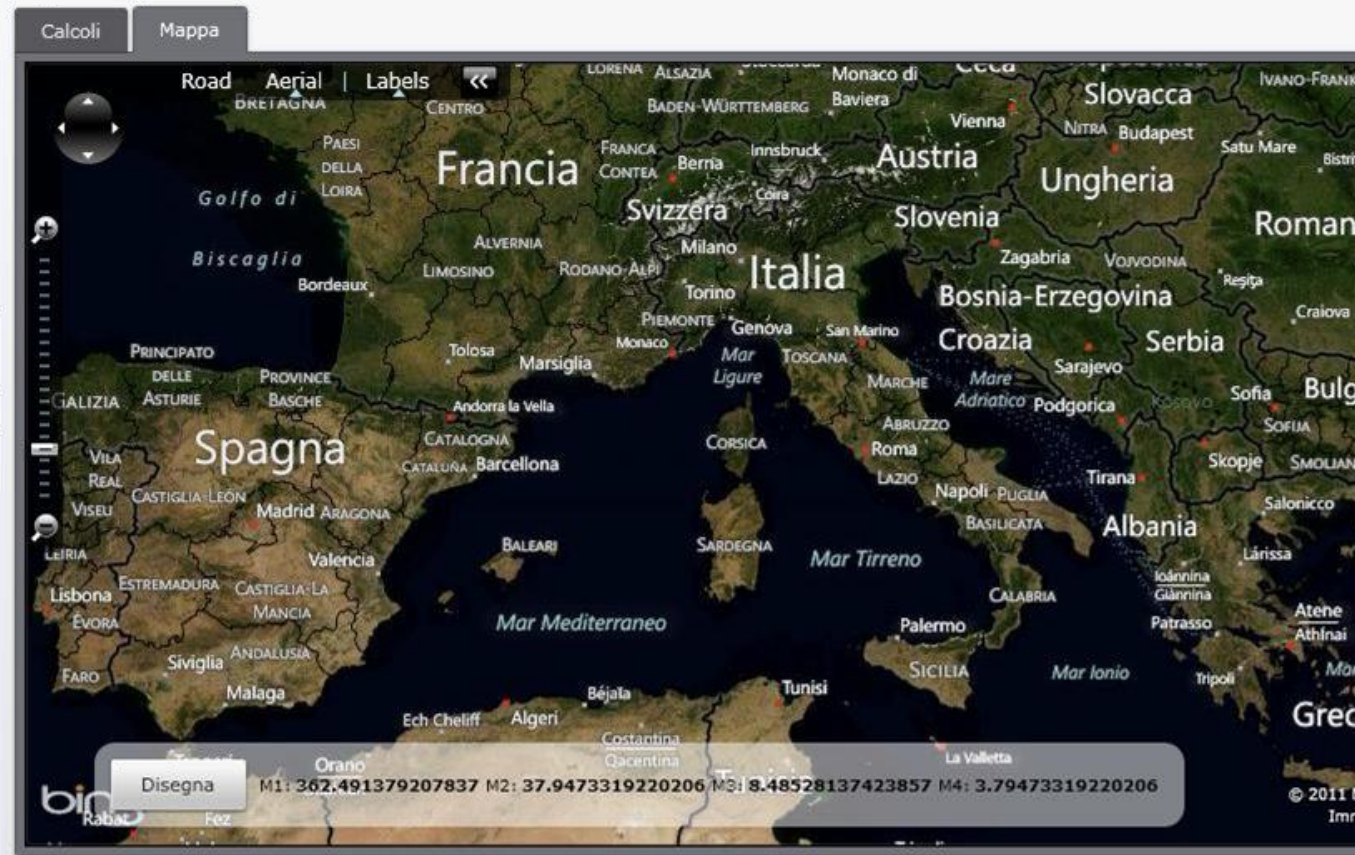 Calcoli
Mappa
Road Aerial | Labels «
BRETAGNA
CENTRO
LORENA
ALSAZIA
BADEN-WÜRTTEMBERG
Monaco di
Baviera
Vienna
Slovacca
NITRA
Budapest
Satu Mare
PAESI
DELLA
LOIRA
Francia
FRANCA
CONTEA
Berna
Innsbruck
Austria
Ungheria
Golfo di
Biscaglia
Svizzera
Coira
Slovenia
ALVERNIA
Milano
Zagabria
VOJVODINA
LIMOSINO
RODANO-ALPI
Italia
Bordeaux
Torino
Bosnia-Erzegovina
Reşiţa
PIEMONTE
Genova
San Marino
Croazia
Serbia
Craiova
PRINCIPATO
DELLE
ASTURIE
PROVINCE
BASCHE
Tolosa
Marsiglia
Monaco
Mar
Ligure
TOSCANA
MARCHE
Mare
Adriatico
Sarajevo
Podgorica
Kosovo
Sofia
SOFIJA
GALIZIA
Andorra la Vella
Spagna
CATALOGNA
CATALUÑA
Barcellona
CORSICA
ABRUZZO
Roma
LAZIO
Skopje
VILA
REAL
VISEU
CASTIGLIA-LEÓN
Madrid
ARAGONA
Napoli
PUGLIA
Tirana
Salonicco
BASILICATA
Albania
LEIRIA
Valencia
BALEARI
SARDEGNA
Mar Tirreno
Lárissa
Lisbona
ESTREMADURA
CASTIGLIA-LA
MANCIA
CALABRIA
Ioánnina
Giànnina
ÉVORA
Mar Mediterraneo
Palermo
Patrasso
Atene
Athínai
FARO
Siviglia
ANDALUSIA
SICILIA
Mar Ionio
Tripoli
Malaga
Ech Cheliff
Algeri
Béjaïa
Tunisi
Costantina
Qacentina
La Valletta
Orano
Tunisia
Disegna
M1: 362.491379207837 M2: 37.9473319220206 M3: 8.48528137423857 M4: 3.79473319220206
bing
Rabat
Fez
© 2011